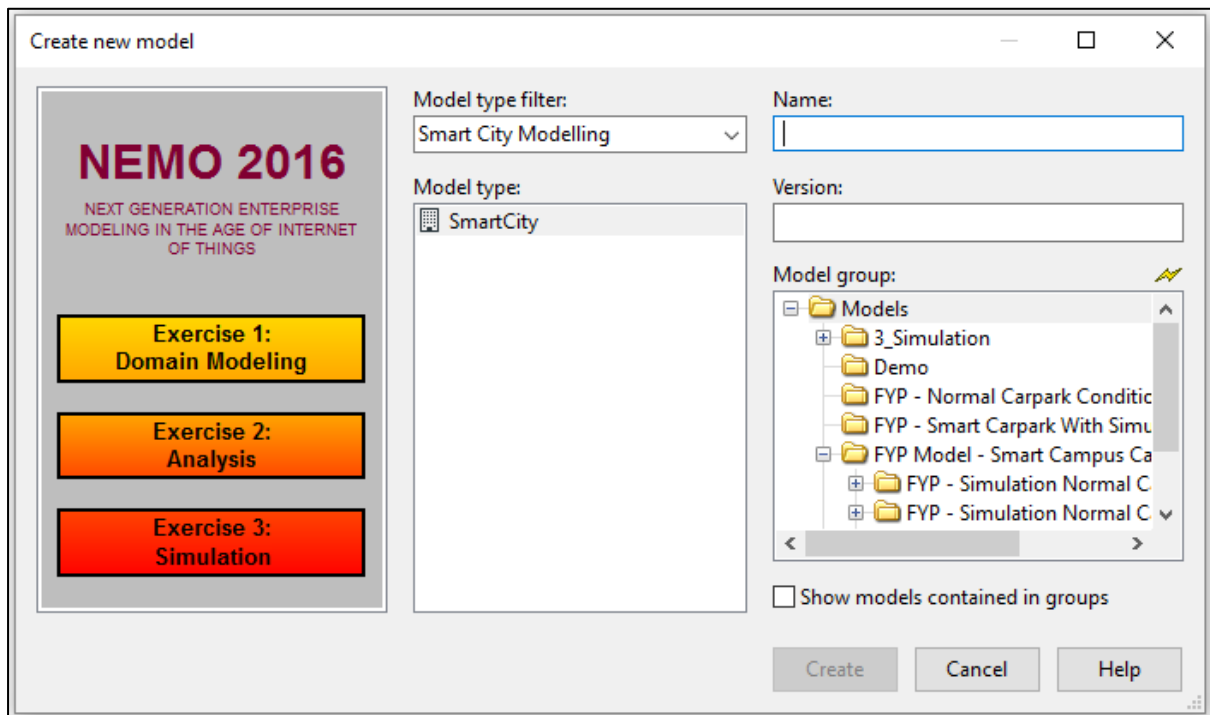 Create new model
NEMO 2016
NEXT GENERATION ENTERPRISE
MODELING IN THE AGE OF INTERNET
OF THINGS
Exercise 1:
Domain Modeling
Exercise 2:
Analysis
Exercise 3:
Simulation
Model type filter:
Smart City Modelling
Model type:
SmartCity
Name:
Version:
Model group:
Models
3_Simulation
Demo
FYP - Normal Carpark Conditic
FYP - Smart Carpark With Simu
FYP Model - Smart Campus Ca
FYP - Simulation Normal C
FYP - Simulation Normal C
Show models contained in groups
Create
Cancel
Help